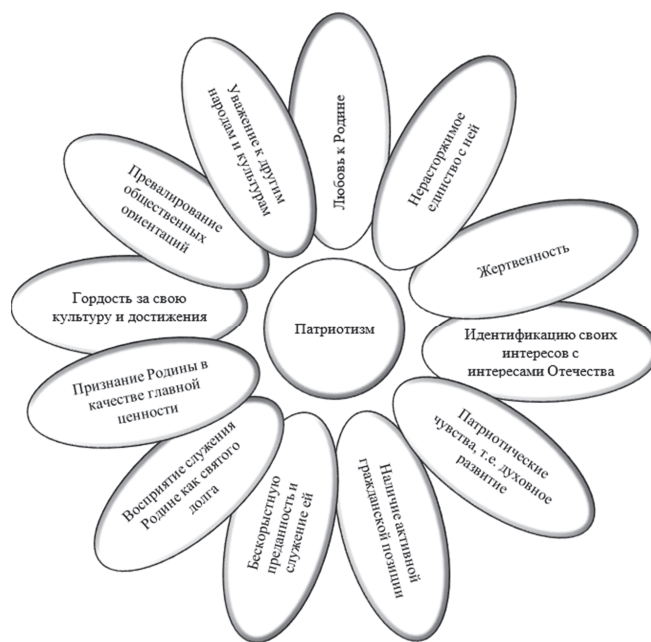 Любовь к Родине
Нерасторжимое
единство с ней
Жертвенность
Идентификацию своих
интересов с
интересами Отечества
Патриотические
чувства, т.е. духовное
развитие
Наличие активной
гражданской позиции
Бескорыстную
преданность и
служение ей
Восприятие служения
Родине как святого
долга
Признание Родины в
качестве главной
ценности
Гордость за свою
культуру и достижения
Превалирование
общественных
ориентаций
Уважение к другим
народам и культурам
Патриотизм